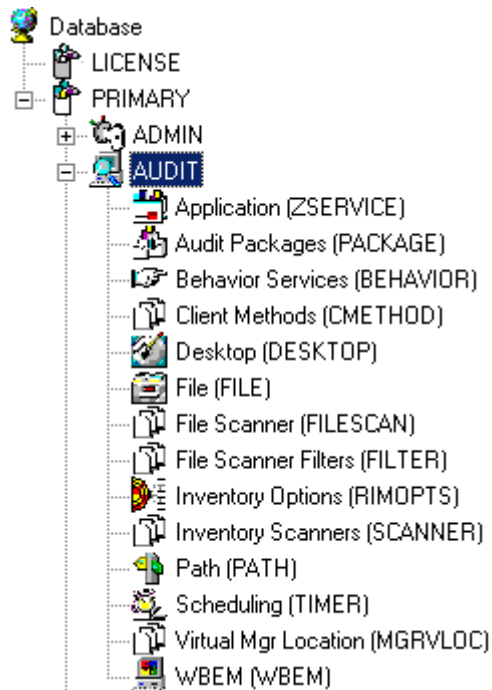 Database
LICENSE
PRIMARY
ADMIN
AUDIT
Application (ZSERVICE)
Audit Packages (PACKAGE)
Behavior Services (BEHAVIOR)
Client Methods (CMETHOD)
Desktop (DESKTOP)
File (FILE)
File Scanner (FILESCAN)
File Scanner Filters (FILTER)
Inventory Options (RIMOPTS)
Inventory Scanners (SCANNER)
Path (PATH)
Scheduling (TIMER)
Virtual Mgr Location (MGRVLOC)
WBEM (WBEM)